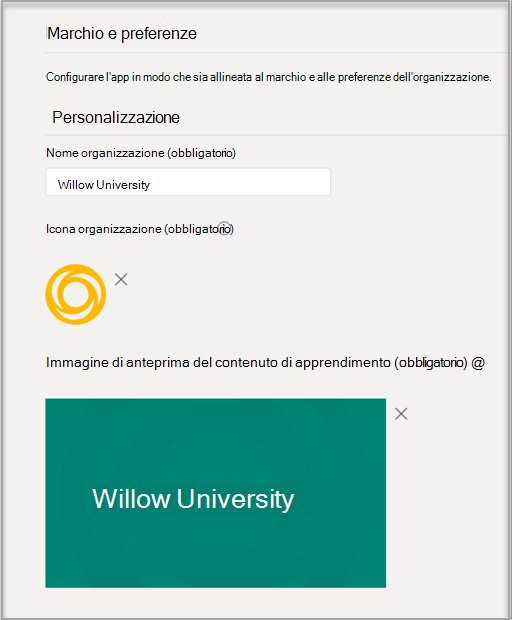 Marchio e preferenze
Configurare l'app in modo che sia allineata al marchio e alle preferenze dell'organizzazione.
Personalizzazione
Nome organizzazione (obbligatorio)
Willow University
Icona organizzazione (obbligatorio)
Immagine di anteprima del contenuto di apprendimento (obbligatorio) @
Willow University